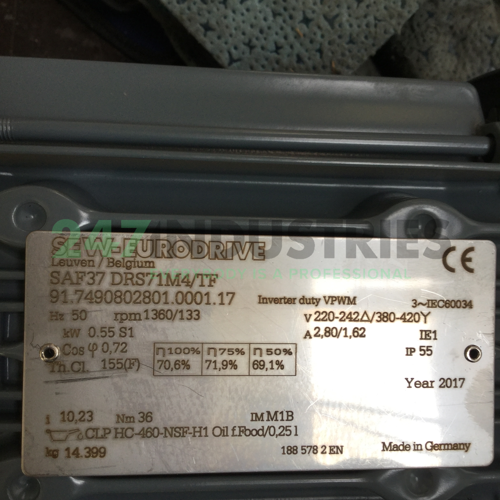 247 INDUSTRIES
SEW-EURODRIVE
Leuven / Belgium
SAF37 DRS71M4/TF
91.7490802801.0001.17 Inverter duty VPWM 3~IEC60034
Hz 50 rpm 1360/133 V 220-242Δ/380-420Y
kW 0.55 S1 A 2,80/1,62 IE1
Cos φ 0,72 η100% η75% η50% IP 55
Th.Cl. 155(F) 70,6% 71,9% 69,1%
Year 2017
i 10,23 Nm 36 IM M1B
CLP HC-460-NSF-H1 Oil f.Food/0,25 l
kg 14.399 188 578 2 EN Made in Germany
CE